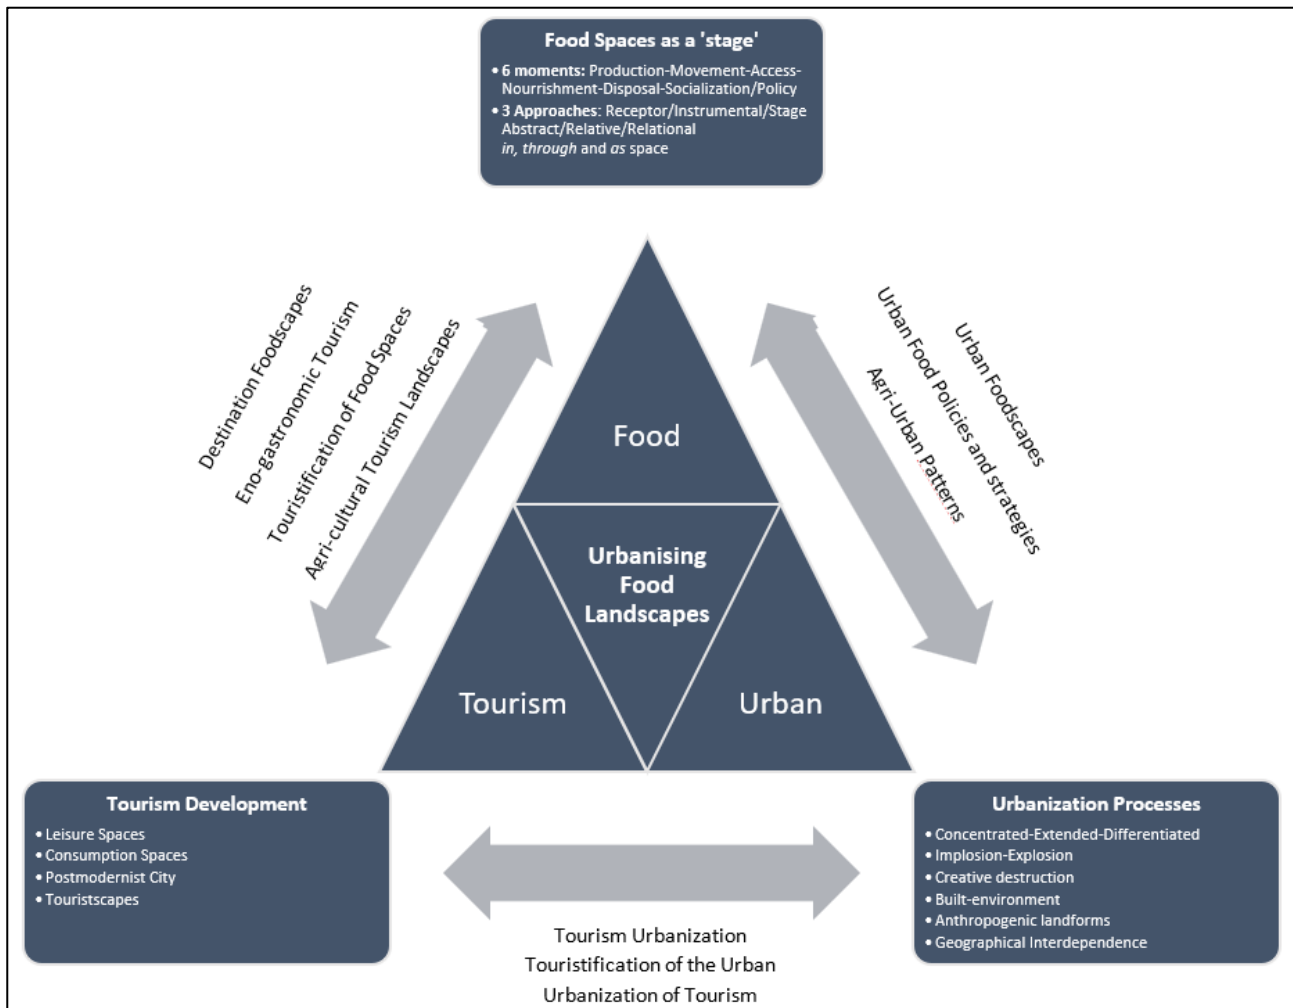 Food Spaces as a 'stage'
• 6 moments: Production-Movement-Access-
Nourishment-Disposal-Socialization/Policy
• 3 Approaches: Receptor/Instrumental/Stage
Abstract/Relative/Relational
in, through and as space
Destination Foodscapes
Eno-gastronomic Tourism
Touristification of Food Spaces
Agri-cultural Tourism Landscapes
Urban Foodscapes
Urban Food Policies and strategies
Agri-Urban Patterns
Food
Urbanising
Food
Landscapes
Tourism
Urban
Tourism Development
• Leisure Spaces
• Consumption Spaces
• Postmodernist City
• Touristscapes
Urbanization Processes
• Concentrated-Extended-Differentiated
• Implosion-Explosion
• Creative destruction
• Built-environment
• Anthropogenic landforms
• Geographical Interdependence
Tourism Urbanization
Touristification of the Urban
Urbanization of Tourism